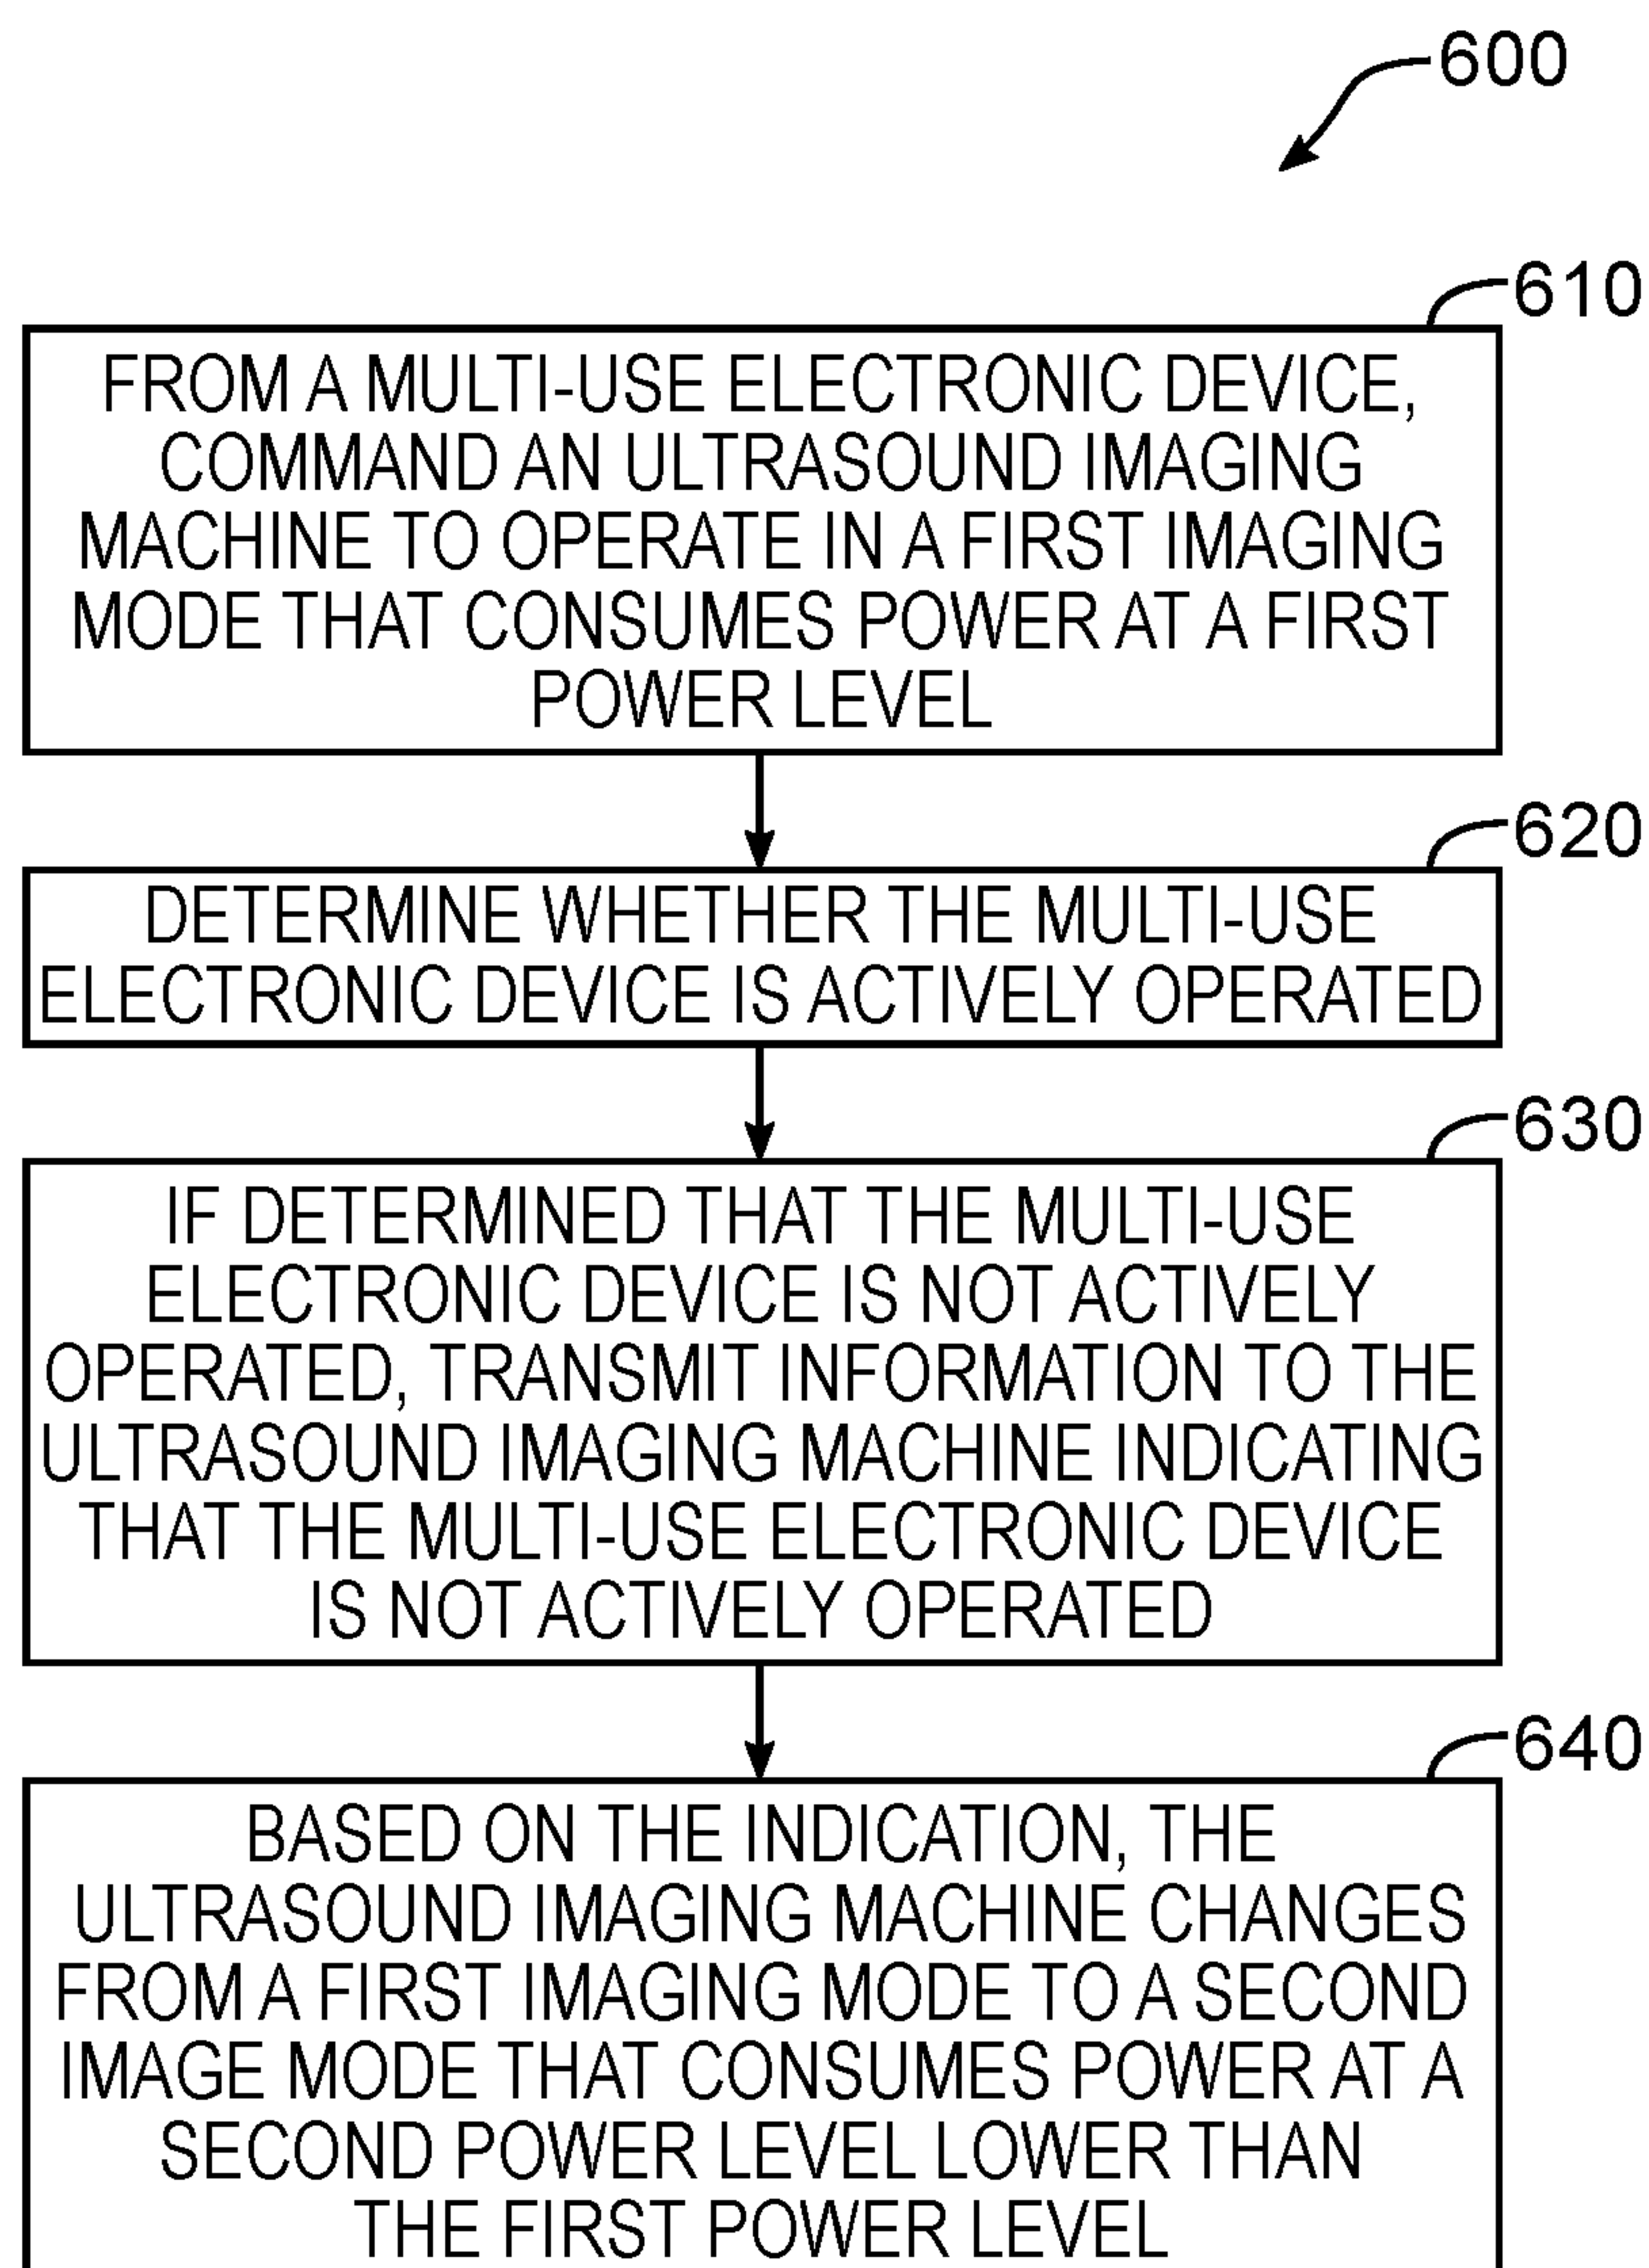 600
610
FROM A MULTI-USE ELECTRONIC DEVICE,
COMMAND AN ULTRASOUND IMAGING
MACHINE TO OPERATE IN A FIRST IMAGING
MODE THAT CONSUMES POWER AT A FIRST
POWER LEVEL
620
DETERMINE WHETHER THE MULTI-USE
ELECTRONIC DEVICE IS ACTIVELY OPERATED
630
IF DETERMINED THAT THE MULTI-USE
ELECTRONIC DEVICE IS NOT ACTIVELY
OPERATED, TRANSMIT INFORMATION TO THE
ULTRASOUND IMAGING MACHINE INDICATING
THAT THE MULTI-USE ELECTRONIC DEVICE
IS NOT ACTIVELY OPERATED
640
BASED ON THE INDICATION, THE
ULTRASOUND IMAGING MACHINE CHANGES
FROM A FIRST IMAGING MODE TO A SECOND
IMAGE MODE THAT CONSUMES POWER AT A
SECOND POWER LEVEL LOWER THAN
THE FIRST POWER LEVEL